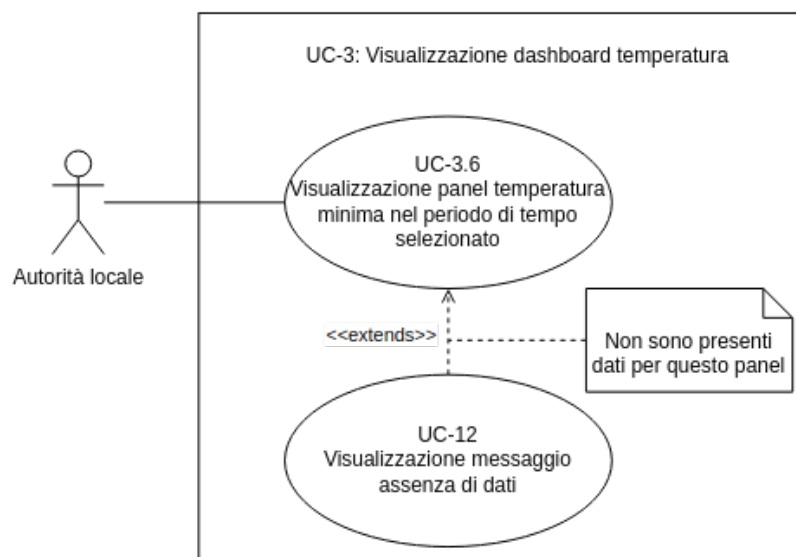 UC-3: Visualizzazione dashboard temperatura
UC-3.6
Visualizzazione panel temperatura
minima nel periodo di tempo
selezionato
Autorità locale
<<extends>>
Non sono presenti
dati per questo panel
UC-12
Visualizzazione messaggio
assenza di dati